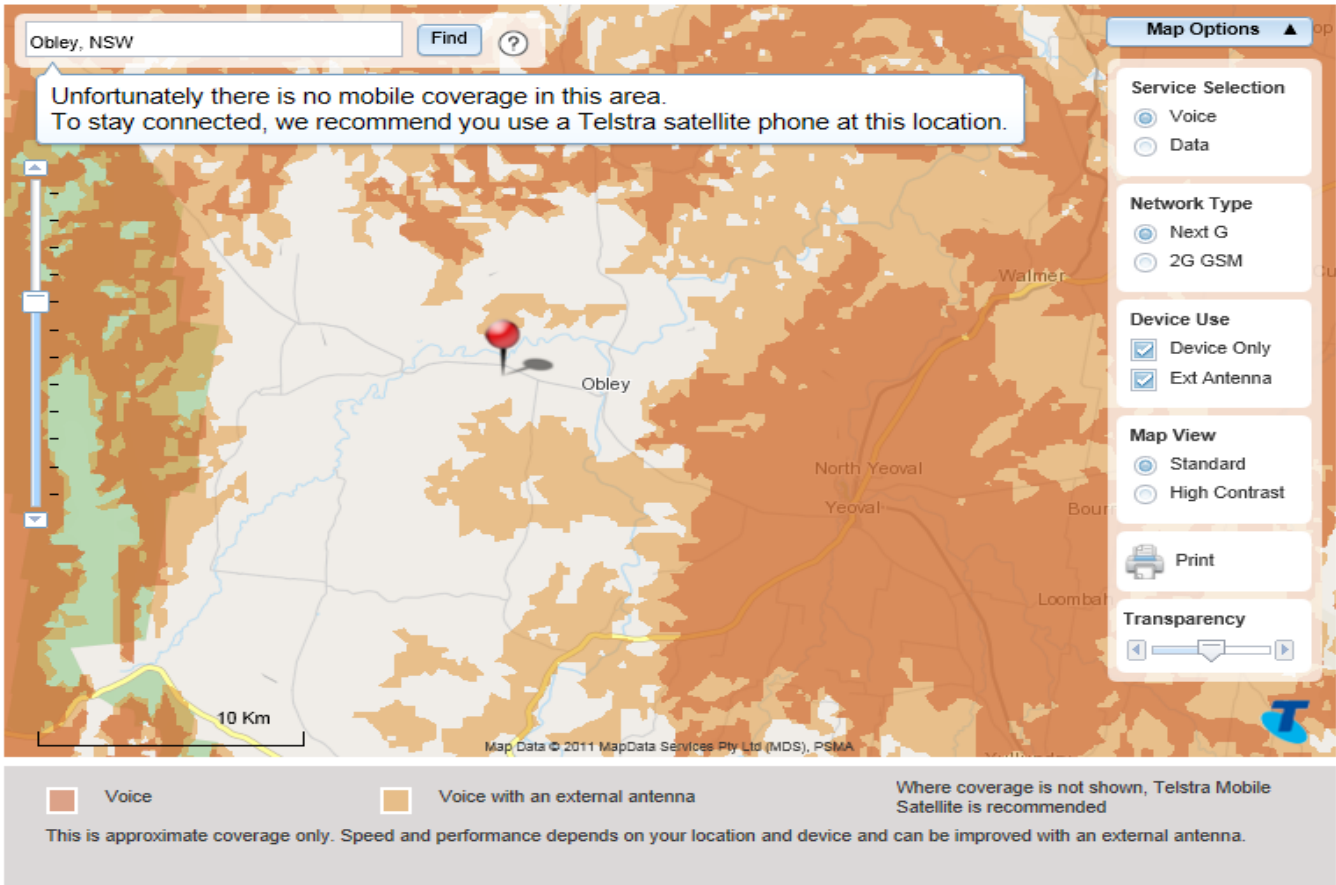 Obley, NSW
Find
?
Map Options ▲
Unfortunately there is no mobile coverage in this area.
To stay connected, we recommend you use a Telstra satellite phone at this location.
Service Selection
Voice
Data
Network Type
Next G
2G GSM
Device Use
Device Only
Ext Antenna
Map View
Standard
High Contrast
Print
Transparency
Walmer
Obley
North Yeoval
Yeoval
Bour
Loombah
10 Km
Map Data © 2011 MapData Services Pty Ltd (MDS), PSMA
T
Voice
Voice with an external antenna
Where coverage is not shown, Telstra Mobile
Satellite is recommended
This is approximate coverage only. Speed and performance depends on your location and device and can be improved with an external antenna.